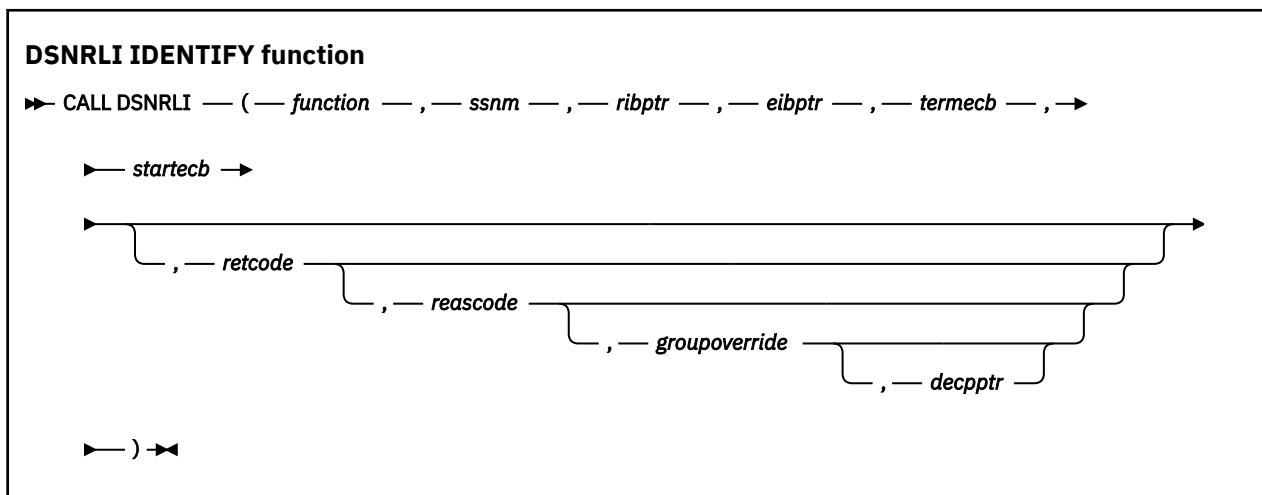 DSNRLI IDENTIFY function
CALL DSNRLI ( function , ssnm , ribptr , eibptr , termecb ,
startecb
, retcode
, reascode
, groupoverride
, decpptr
)